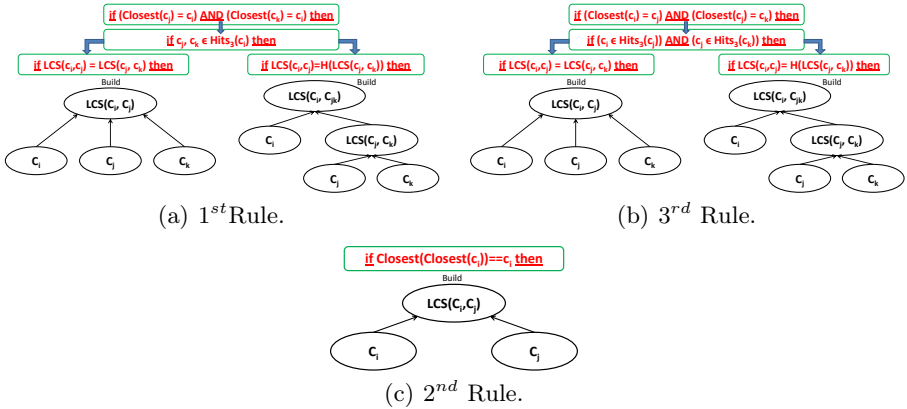 if (Closest(cj) = ci) AND (Closest(ck) = ci) then
if cj, ck ϵ Hits3(ci) then
if LCS(ci,cj) = LCS(cj, ck) then
if LCS(ci,cj)=H(LCS(cj, ck)) then
Build
LCS(Ci, Cj)
Ci
Cj
Ck
Build
LCS(Ci, Cjk)
Ci
LCS(Cj, Ck)
Cj
Ck
(a) 1st Rule.
if (Closest(ci) = cj) AND (Closest(cj) = ck) then
if (ci ϵ Hits3(cj)) AND (cj ϵ Hits3(ck)) then
if LCS(ci,cj) = LCS(cj, ck) then
if LCS(ci,cj)= H(LCS(cj, ck)) then
Build
LCS(Ci, Cj)
Ci
Cj
Ck
Build
LCS(Ci, Cjk)
Ci
LCS(Cj, Ck)
Cj
Ck
(b) 3rd Rule.
if Closest(Closest(ci))==ci then
Build
LCS(Ci,Cj)
Ci
Cj
(c) 2nd Rule.